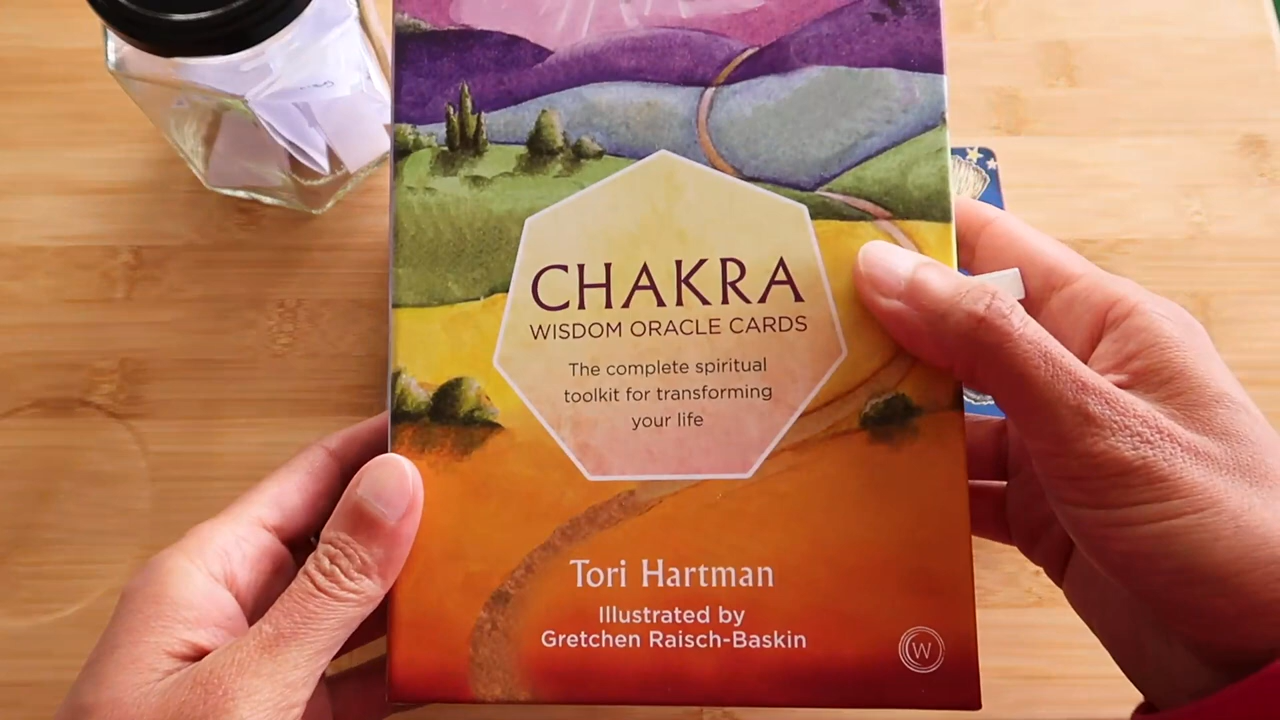 CHAKRA
WISDOM ORACLE CARDS
The complete spiritual
toolkit for transforming
your life
Tori Hartman
Illustrated by
Gretchen Raisch-Baskin
W